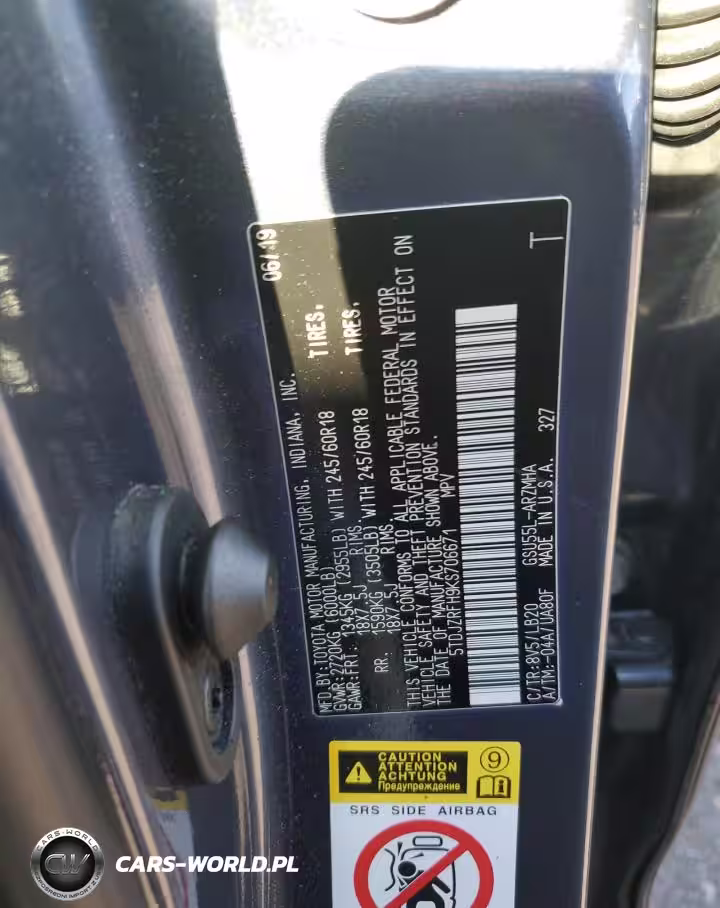 MFD.BY:TOYOTA MOTOR MANUFACTURING, INDIANA, INC. 06/19
GVWR:2720KG(6000LB)
GAWR:FRT. 1345KG(2955LB) WITH 245/60R18 TIRES,
18X7.5J RIMS.
RR. 1590KG(3505LB) WITH 245/60R18 TIRES,
18X7.5J RIMS.
THIS VEHICLE CONFORMS TO ALL APPLICABLE FEDERAL MOTOR
VEHICLE SAFETY AND THEFT PREVENTION STANDARDS IN EFFECT ON
THE DATE OF MANUFACTURE SHOWN ABOVE.
5TDJZRFH9KS706671 MPV
C/TR:8V5/LB20 GSU55L-ARZMHA
A/TM:-04A/UA80F MADE IN U.S.A. 327
T
CAUTION
ATTENTION
ACHTUNG
Предупреждение
9
SRS SIDE AIRBAG
CARS-WORLD
CW
CARS-WORLD.PL